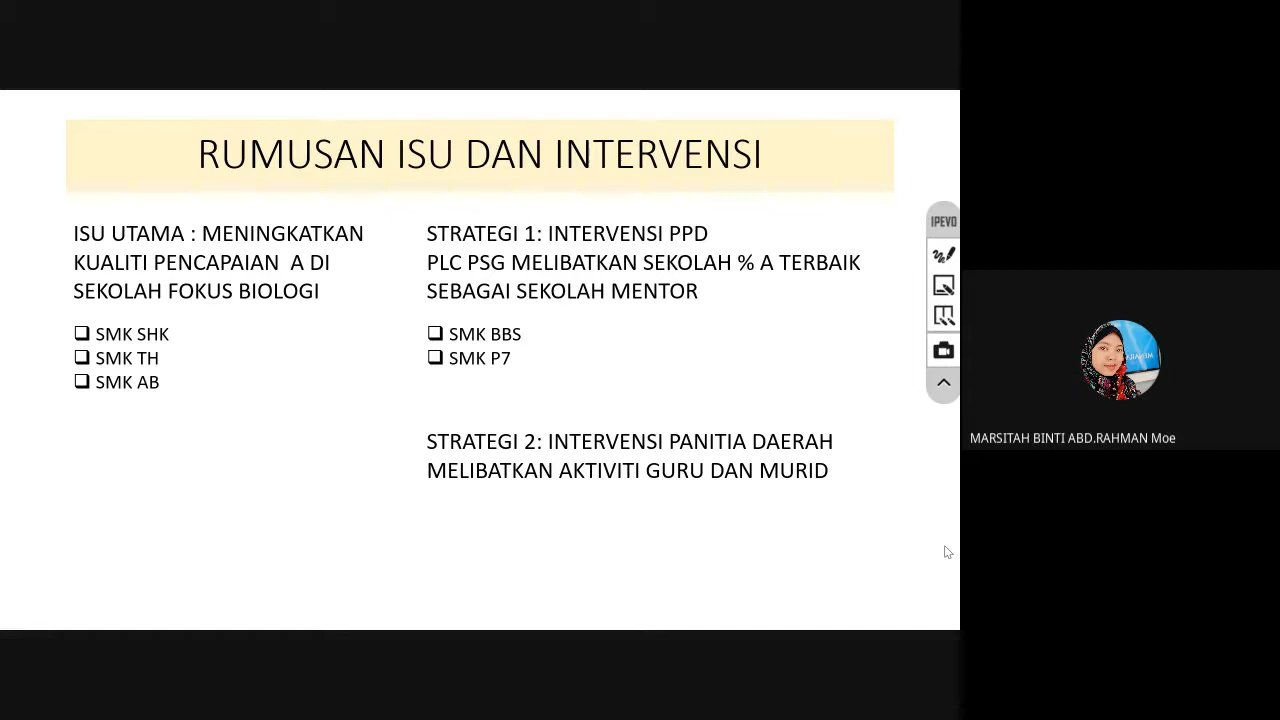 RUMUSAN ISU DAN INTERVENSI
ISU UTAMA : MENINGKATKAN
KUALITI PENCAPAIAN A DI
SEKOLAH FOKUS BIOLOGI
❑ SMK SHK
❑ SMK TH
❑ SMK AB
STRATEGI 1: INTERVENSI PPD
PLC PSG MELIBATKAN SEKOLAH % A TERBAIK
SEBAGAI SEKOLAH MENTOR
❑ SMK BBS
❑ SMK P7
STRATEGI 2: INTERVENSI PANITIA DAERAH
MELIBATKAN AKTIVITI GURU DAN MURID
IPEVO
MARSITAH BINTI ABD.RAHMAN Moe